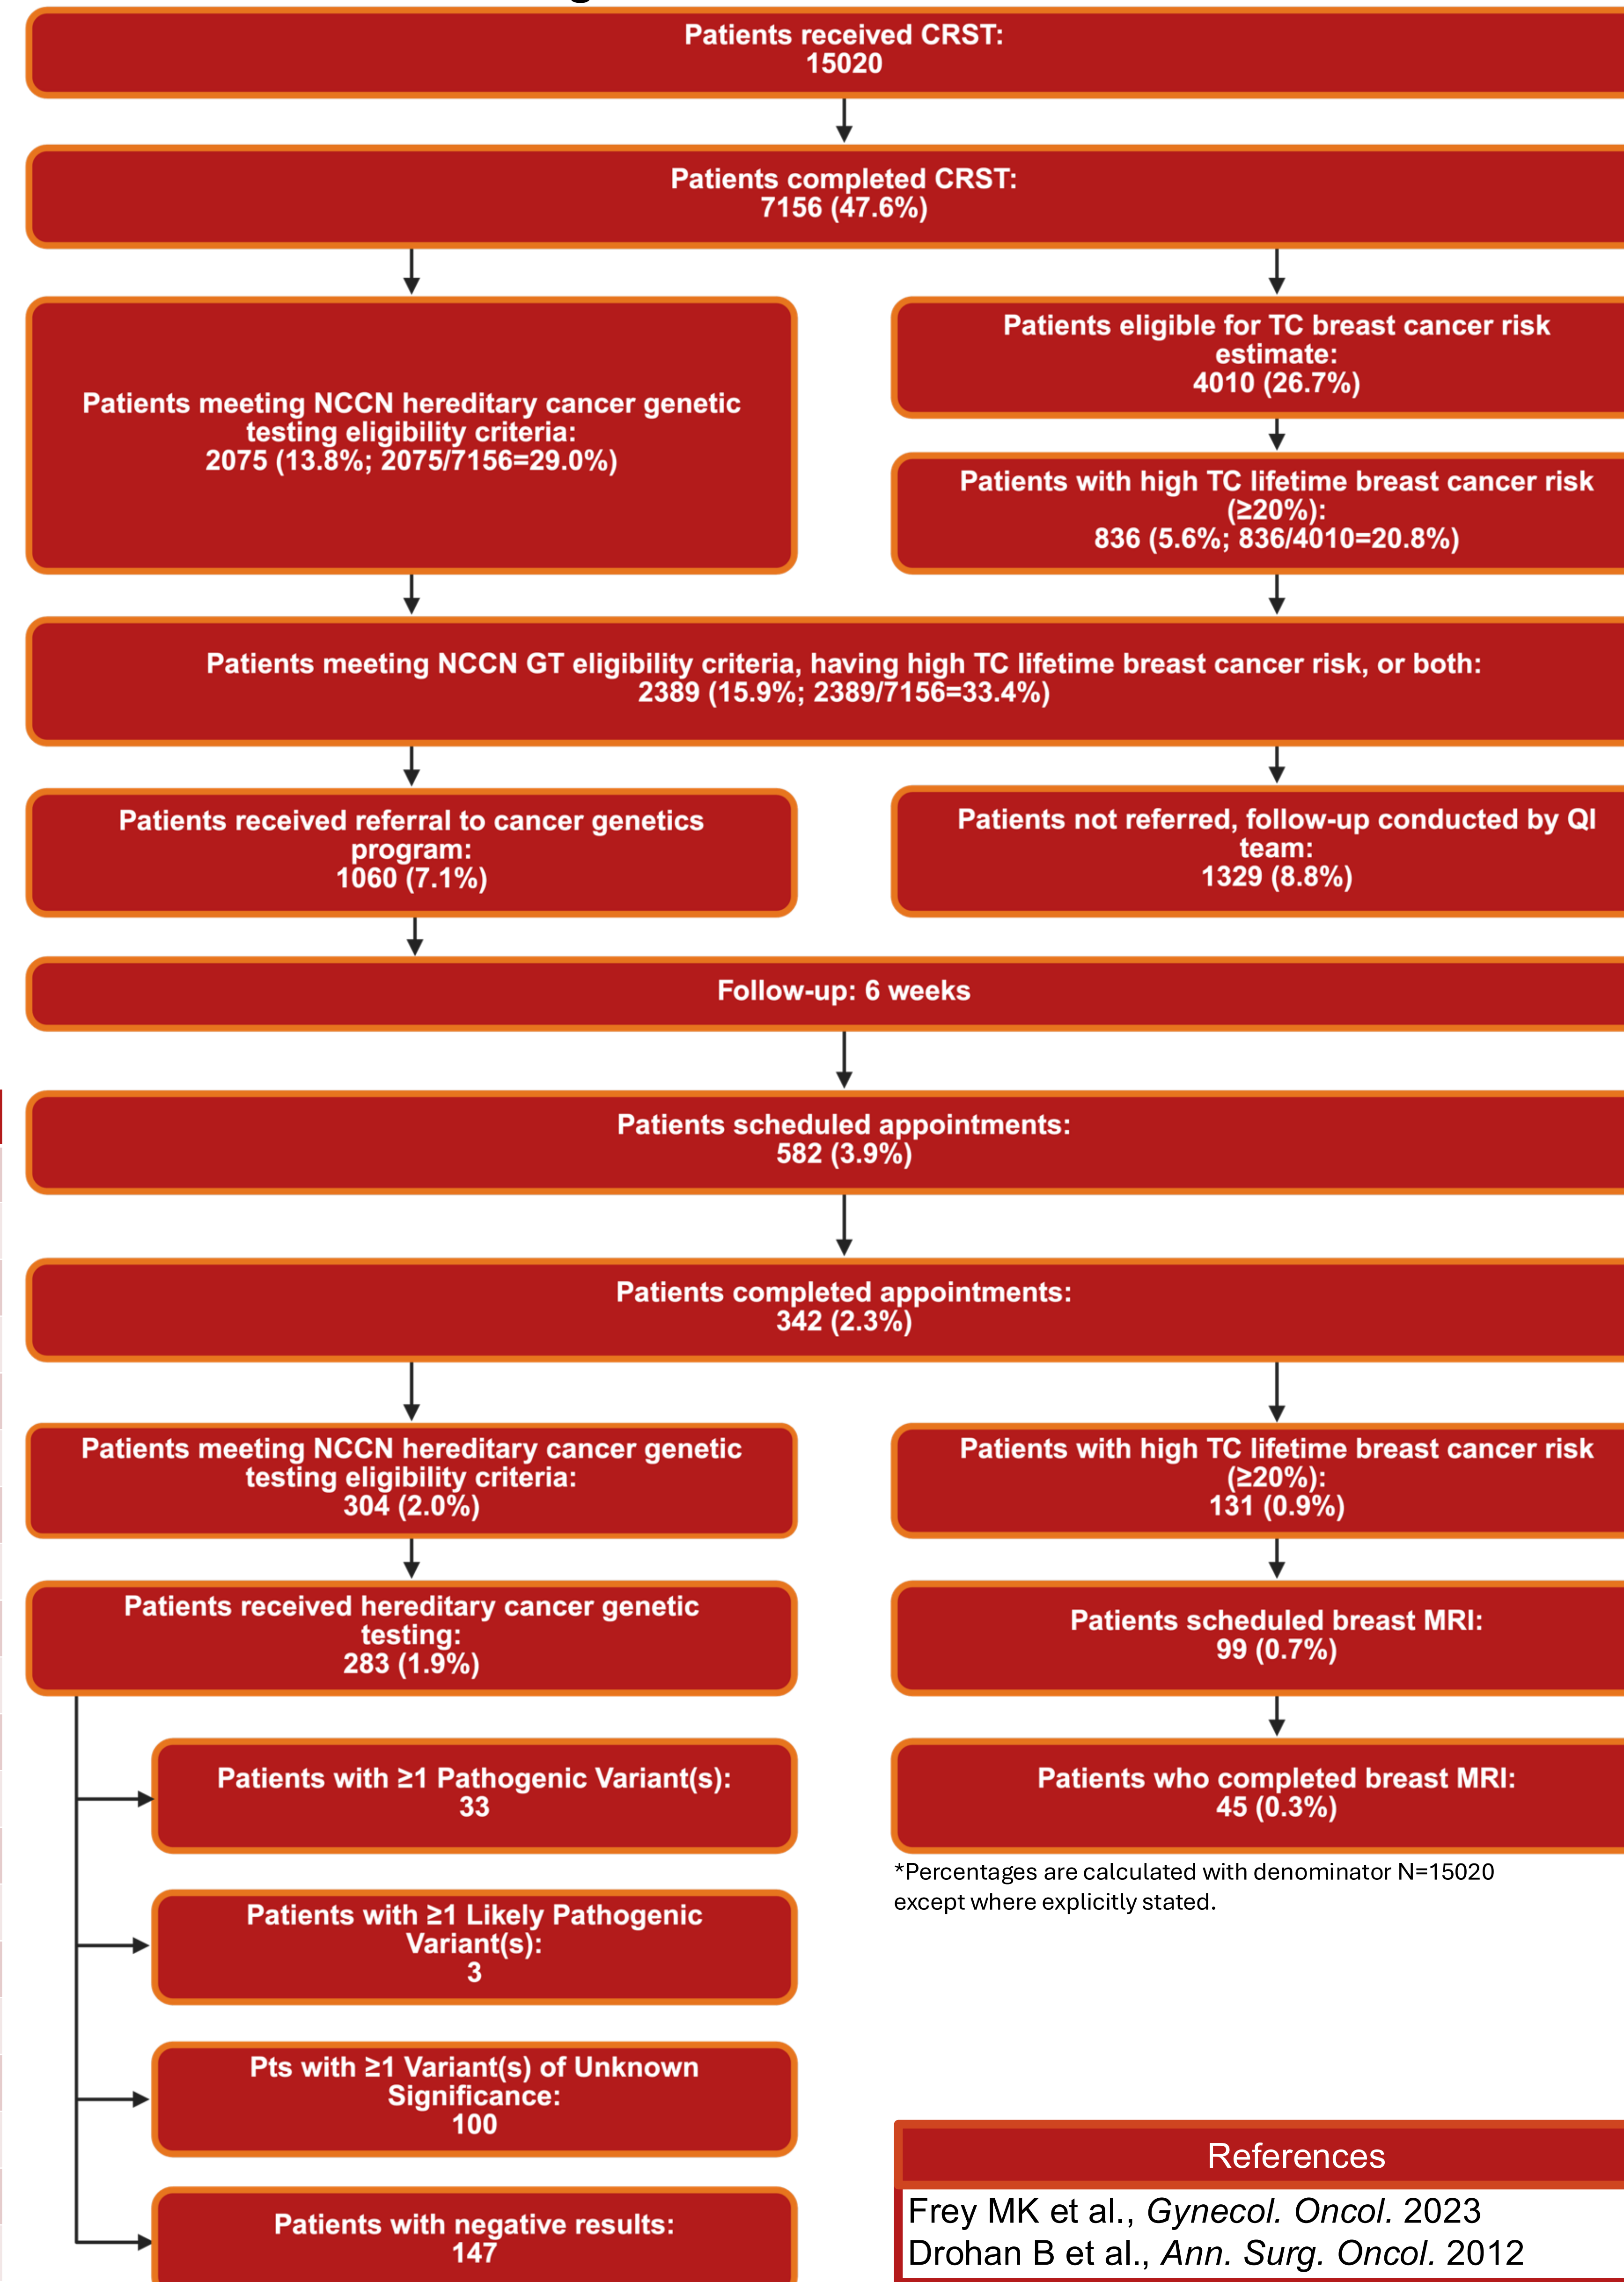 Patients received CRST:
15020
Patients completed CRST:
7156 (47.6%)
Patients meeting NCCN hereditary cancer genetic
testing eligibility criteria:
2075 (13.8%; 2075/7156=29.0%)
Patients eligible for TC breast cancer risk
estimate:
4010 (26.7%)
Patients with high TC lifetime breast cancer risk
(≥20%):
836 (5.6%; 836/4010=20.8%)
Patients meeting NCCN GT eligibility criteria, having high TC lifetime breast cancer risk, or both:
2389 (15.9%; 2389/7156=33.4%)
Patients received referral to cancer genetics
program:
1060 (7.1%)
Patients not referred, follow-up conducted by QI
team:
1329 (8.8%)
Follow-up: 6 weeks
Patients scheduled appointments:
582 (3.9%)
Patients completed appointments:
342 (2.3%)
Patients meeting NCCN hereditary cancer genetic
testing eligibility criteria:
304 (2.0%)
Patients with high TC lifetime breast cancer risk
(≥20%):
131 (0.9%)
Patients received hereditary cancer genetic
testing:
283 (1.9%)
Patients scheduled breast MRI:
99 (0.7%)
Patients with ≥1 Pathogenic Variant(s):
33
Patients who completed breast MRI:
45 (0.3%)
*Percentages are calculated with denominator N=15020
except where explicitly stated.
Patients with ≥1 Likely Pathogenic
Variant(s):
3
Pts with ≥1 Variant(s) of Unknown
Significance:
100
Patients with negative results:
147
References
Frey MK et al., Gynecol. Oncol. 2023
Drohan B et al., Ann. Surg. Oncol. 2012